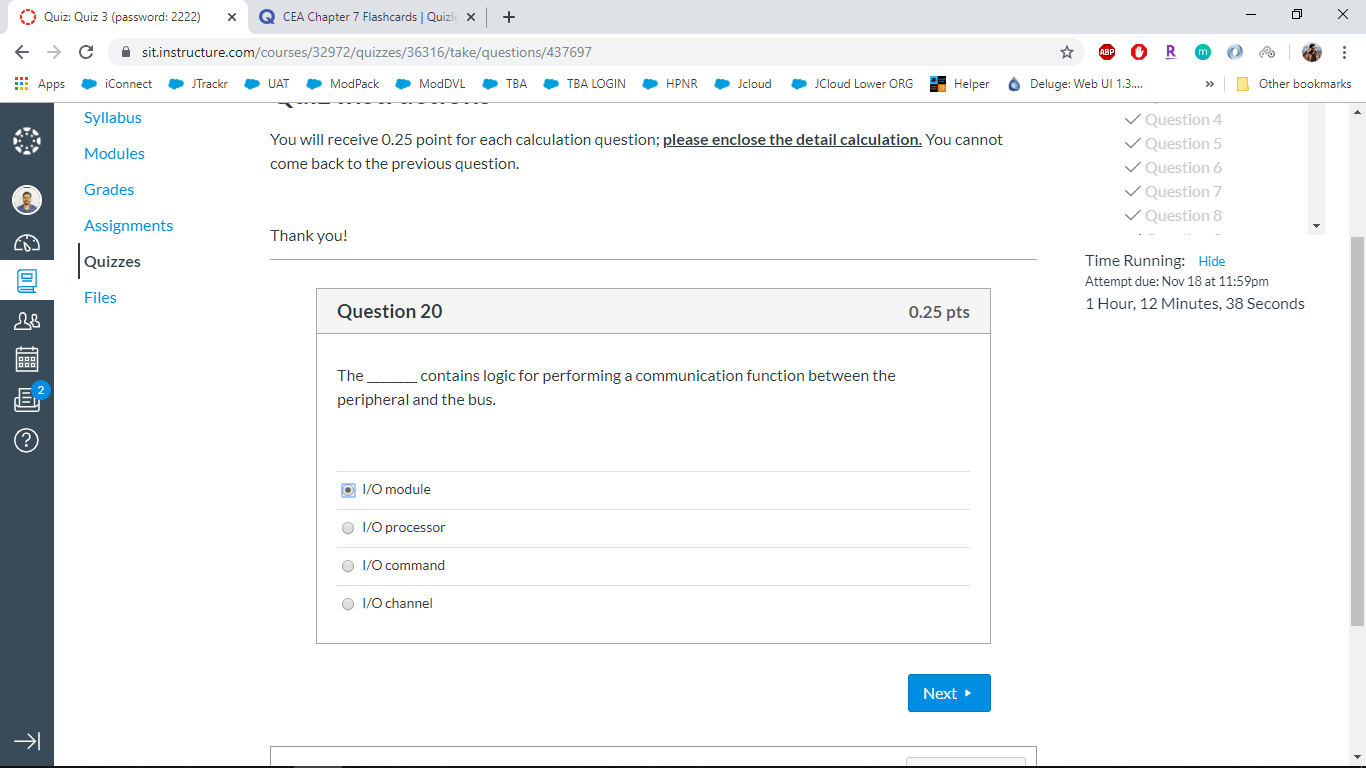 Quiz: Quiz 3 (password: 2222)
CEA Chapter 7 Flashcards | Quizle
sit.instructure.com/courses/32972/quizzes/36316/take/questions/437697
ABP
R
m
Apps
iConnect
JTrackr
UAT
ModPack
ModDVL
TBA
TBA LOGIN
HPNR
Jcloud
JCloud Lower ORG
Helper
Deluge: Web UI 1.3....
»
Other bookmarks
2
Syllabus
Modules
Grades
Assignments
Quizzes
Files
Quiz Instructions
You will receive 0.25 point for each calculation question; please enclose the detail calculation. You cannot
come back to the previous question.
Thank you!
Question 20
0.25 pts
The ________ contains logic for performing a communication function between the
peripheral and the bus.
I/O module
I/O processor
I/O command
I/O channel
Next
Question 4
Question 5
Question 6
Question 7
Question 8
Time Running: Hide
Attempt due: Nov 18 at 11:59pm
1 Hour, 12 Minutes, 38 Seconds